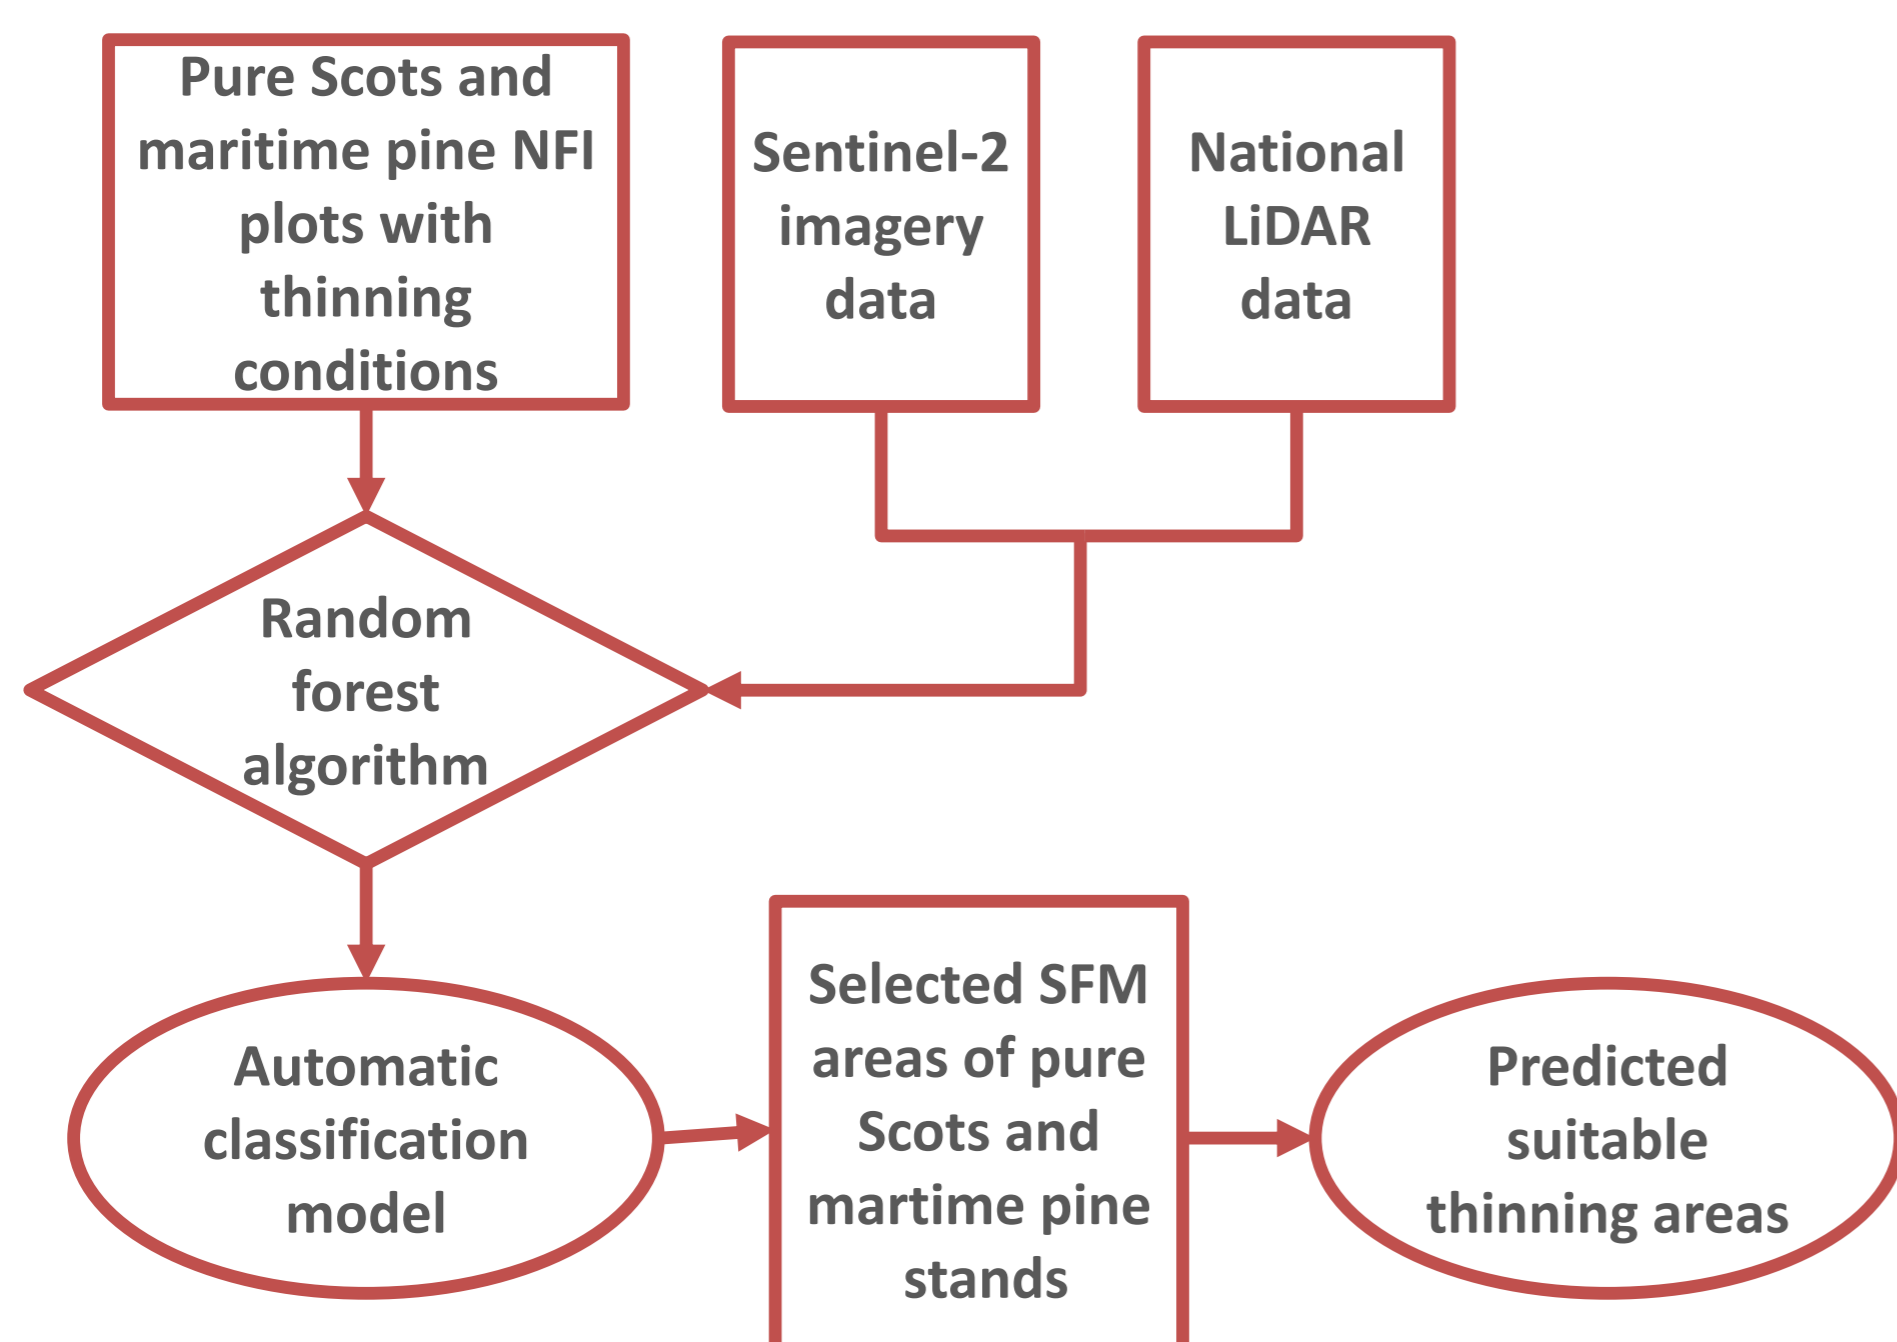 Pure Scots and
maritime pine NFI
plots with
thinning
conditions
Sentinel-2
imagery
data
National
LiDAR
data
Random
forest
algorithm
Automatic
classification
model
Selected SFM
areas of pure
Scots and
martime pine
stands
Predicted
suitable
thinning areas